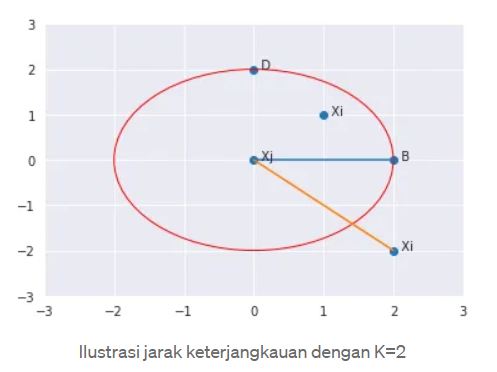 3
2
1
0
−1
−2
−3
D
Xi
Xj
B
Xi
−3 −2 −1 0 1 2 3
Ilustrasi jarak keterjangkauan dengan K=2